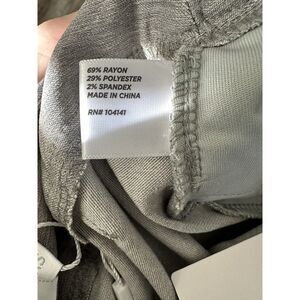 69% RAYON
29% POLYESTER
2% SPANDEX
MADE IN CHINA
RN# 104141